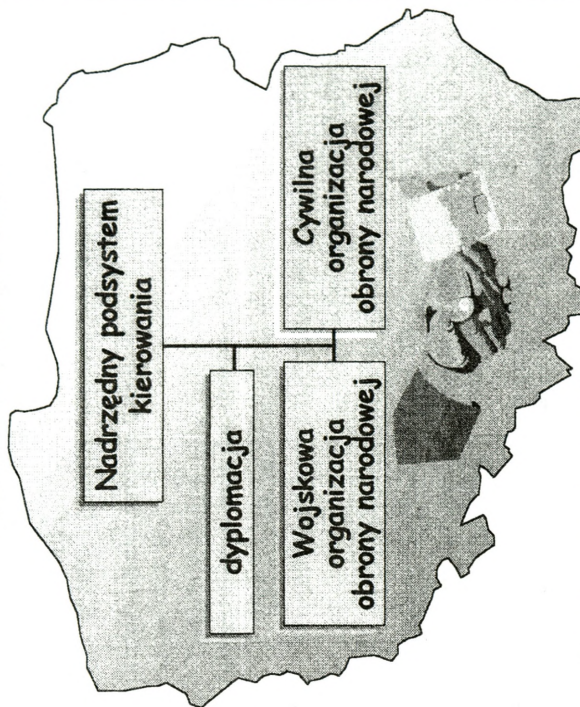 Nadrzędny podsystem
kierowania
dyplomacja
Wojskowa
organizacja
obrony narodowej
Cywilna
organizacja
obrony narodowej